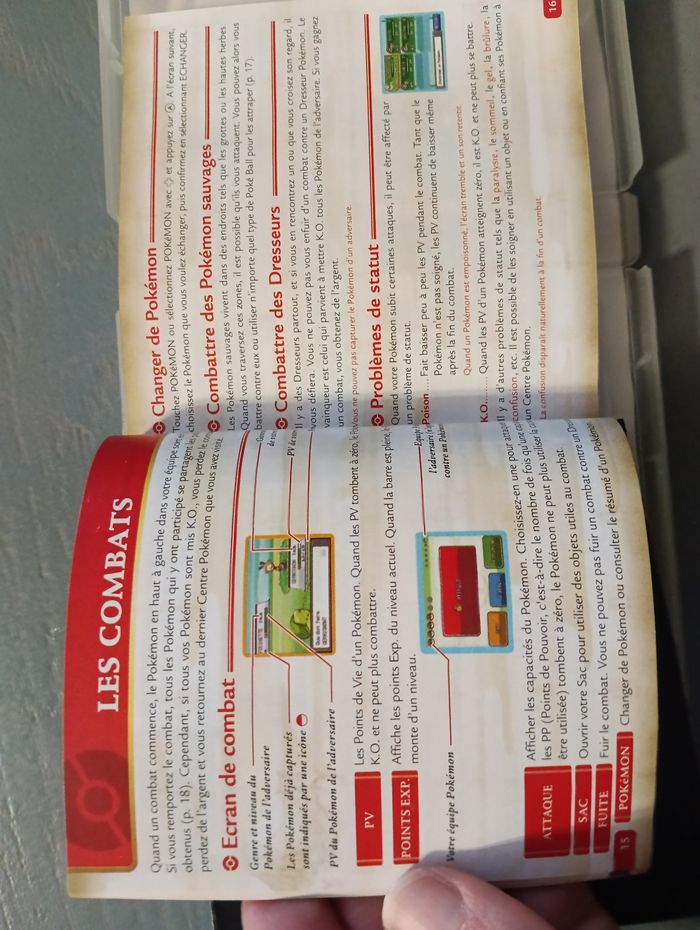 LES COMBATS
Quand un combat commence, le Pokémon en haut à gauche dans votre équipe
Si vous remportez le combat, tous les Pokémon qui y ont participé se partagent les
obtenus (p. 18). Cependant, si tous vos Pokémon sont mis K.O., vous perdez le
perdez de l'argent et vous retournez au dernier Centre Pokémon que vous avez visité.
Ecran de combat
Genre et niveau du
Pokémon de l'adversaire
Les Pokémon déjà capturés
sont indiqués par une icône
PV du Pokémon de l'adversaire
PV
Les Points de Vie d'un Pokémon. Quand les PV tombent à zéro, le
K.O. et ne peut plus combattre.
POINTS EXP.
Affiche les points Exp. du niveau actuel. Quand la barre est pleine,
monte d'un niveau.
Votre équipe Pokémon
l'adversaire
contre un
ATTAQUE
Afficher les capacités du Pokémon. Choisissez-en une pour
les PP (Points de Pouvoir, c'est-à-dire le nombre de fois qu'une
être utilisée) tombent à zéro, le Pokémon ne peut plus utiliser
SAC
Ouvrir votre Sac pour utiliser des objets utiles au combat.
FUITE
Fuir le combat. Vous ne pouvez pas fuir un combat contre un
POKéMON
Changer de Pokémon ou consulter le résumé d'un Pokémon
15
Changer de Pokémon
Touchez POKéMON ou sélectionnez POKéMON avec et appuyez sur Ⓐ. A l'écran suivant,
choisissez le Pokémon que vous voulez échanger, puis confirmez en sélectionnant ECHANGER.
Combattre des Pokémon sauvages
Les Pokémon sauvages vivent dans des endroits tels que les grottes ou les hautes herbes.
Quand vous traversez ces zones, il est possible qu'ils vous attaquent. Vous pouvez alors vous
battre contre eux ou utiliser n'importe quel type de Poké Ball pour les attraper (p. 17).
Combattre des Dresseurs
Il y a des Dresseurs partout, et si vous en rencontrez un ou que vous croisez son regard, il
vous défiera. Vous ne pouvez pas vous enfuir d'un combat contre un Dresseur Pokémon. Le
vainqueur est celui qui parvient à mettre K.O. tous les Pokémon de l'adversaire. Si vous gagnez
un combat, vous obtenez de l'argent.
Vous ne pouvez pas capturer le Pokémon d'un adversaire.
Problèmes de statut
Quand votre Pokémon subit certaines attaques, il peut être affecté par
un problème de statut.
Poison.... Fait baisser peu à peu les PV pendant le combat. Tant que le
Pokémon n'est pas soigné, les PV continuent de baisser même
après la fin du combat.
Quand un Pokémon est empoisonné, l'écran tremble et un son retentit.
K.O......... Quand les PV d'un Pokémon atteignent zéro, il est K.O. et ne peut plus se battre.
Il y a d'autres problèmes de statut tels que la paralysie, le sommeil, le gel, la brûlure, la
confusion, etc. Il est possible de les soigner en utilisant un objet ou en confiant ses Pokémon à
un Centre Pokémon.
La confusion disparaît naturellement à la fin d'un combat.
16